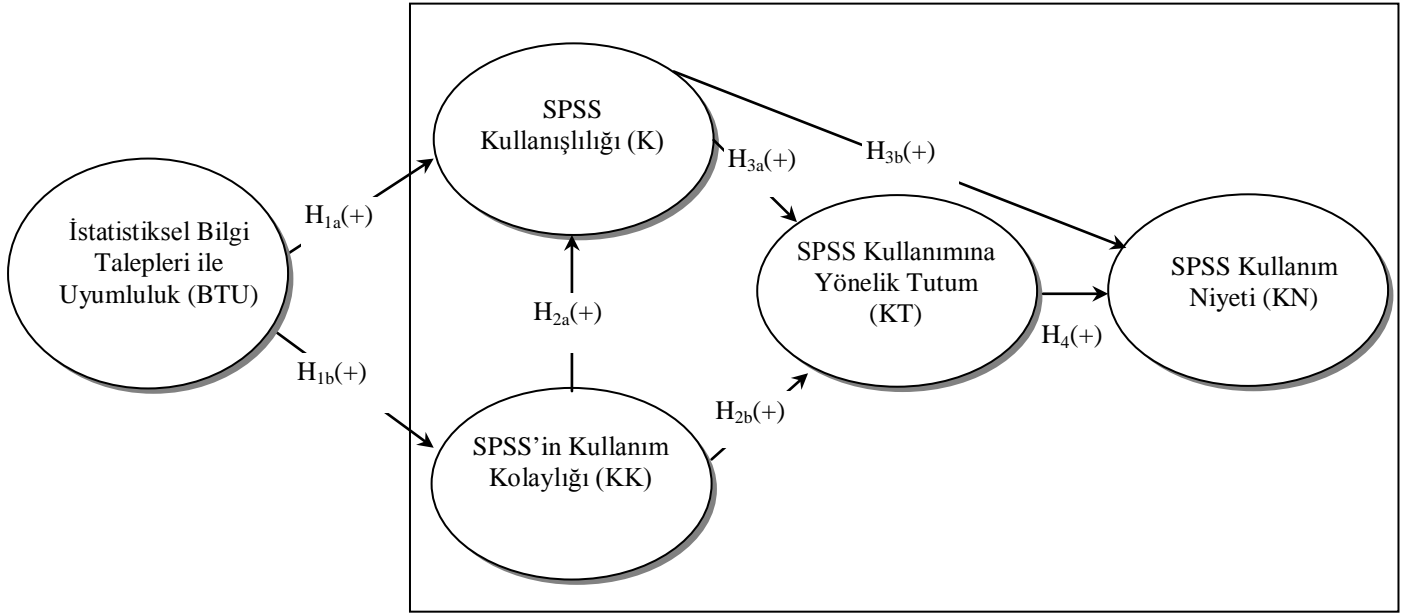 İstatistiksel Bilgi
Talepleri ile
Uyumluluk (BTU)
H1a(+)
H1b(+)
SPSS
Kullanışlılığı (K)
H2a(+)
SPSS’in Kullanım
Kolaylığı (KK)
H3a(+)
H3b(+)
H2b(+)
SPSS Kullanımına
Yönelik Tutum
(KT)
H4(+)
SPSS Kullanım
Niyeti (KN)